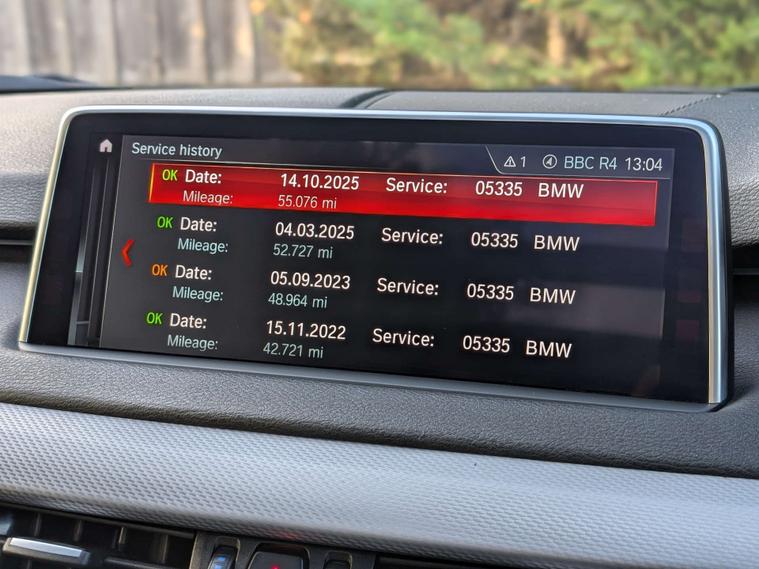 Service history
1 BBC R4 13:04
OK Date: 14.10.2025 Service: 05335 BMW
Mileage: 55.076 mi
OK Date: 04.03.2025 Service: 05335 BMW
Mileage: 52.727 mi
OK Date: 05.09.2023 Service: 05335 BMW
Mileage: 48.964 mi
OK Date: 15.11.2022 Service: 05335 BMW
Mileage: 42.721 mi